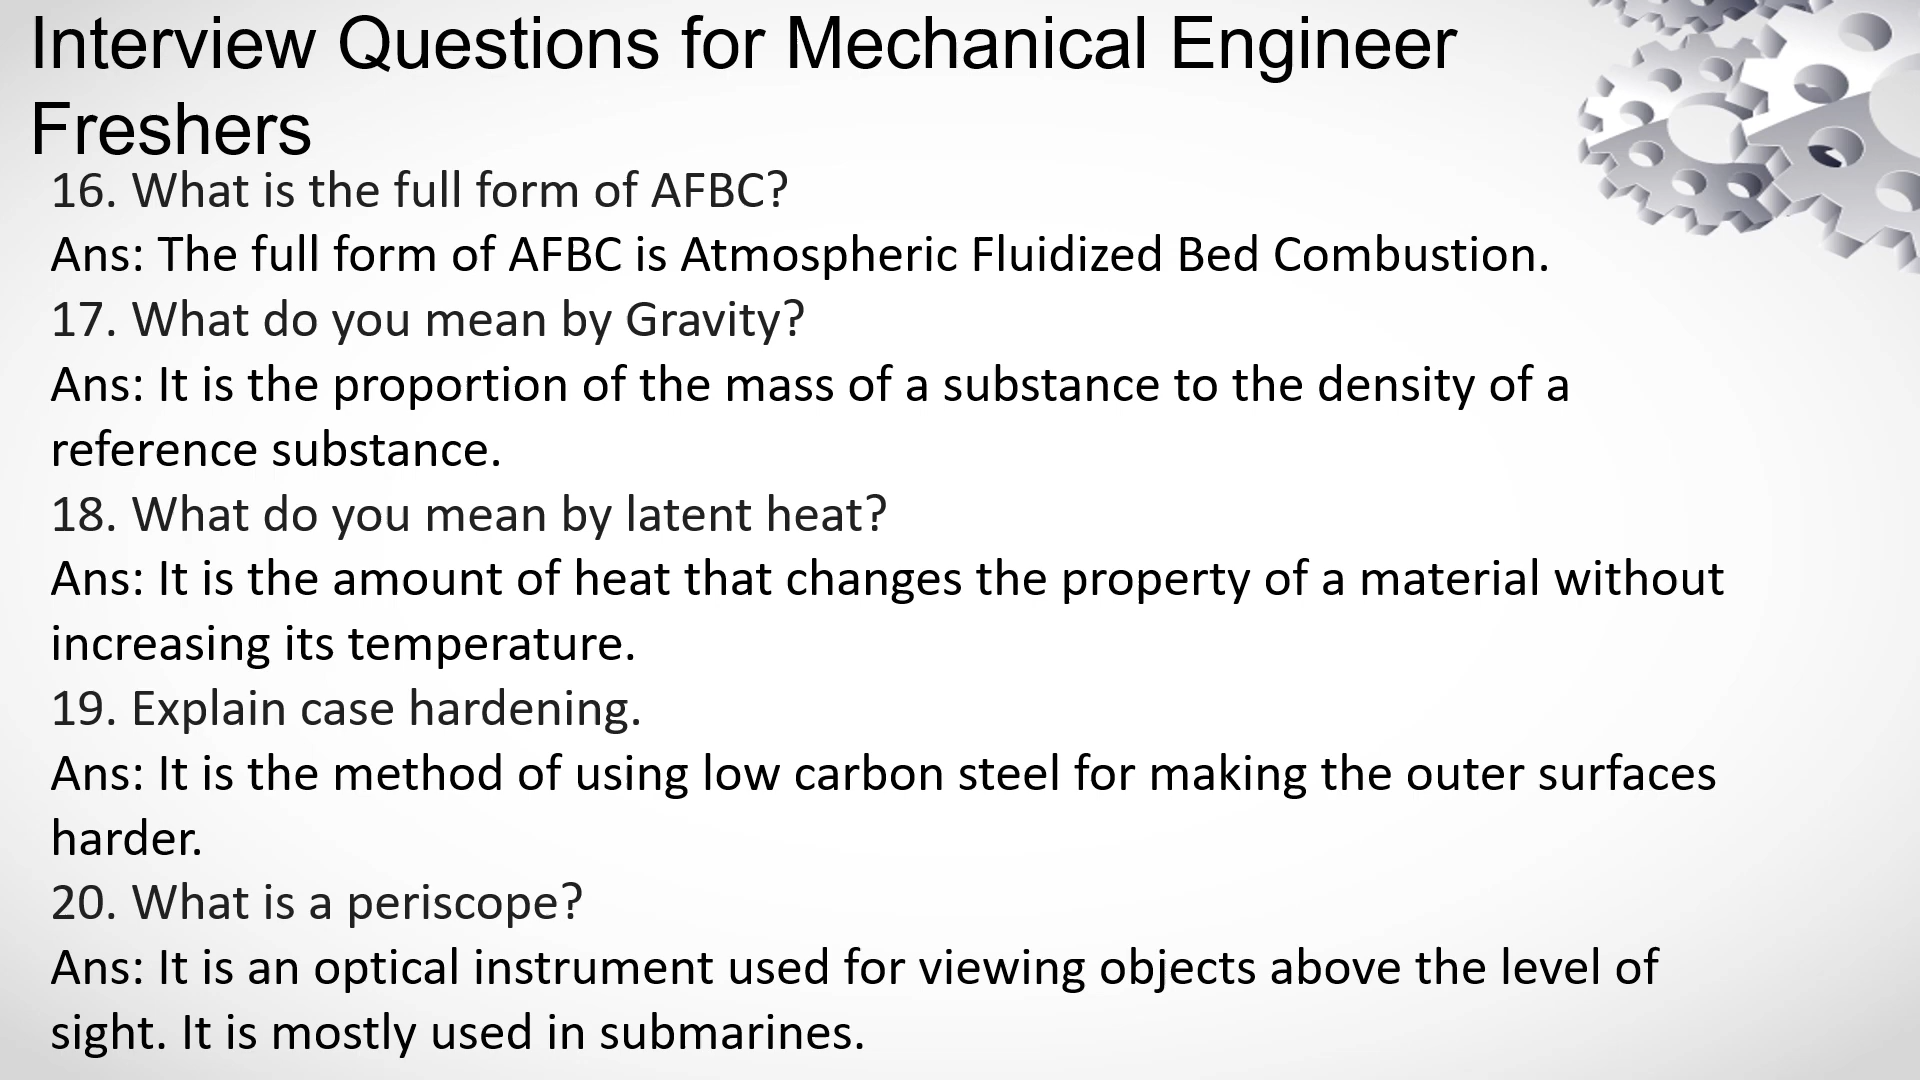 Interview Questions for Mechanical Engineer
Freshers
16. What is the full form of AFBC?
Ans: The full form of AFBC is Atmospheric Fluidized Bed Combustion.
17. What do you mean by Gravity?
Ans: It is the proportion of the mass of a substance to the density of a
reference substance.
18. What do you mean by latent heat?
Ans: It is the amount of heat that changes the property of a material without
increasing its temperature.
19. Explain case hardening.
Ans: It is the method of using low carbon steel for making the outer surfaces
harder.
20. What is a periscope?
Ans: It is an optical instrument used for viewing objects above the level of
sight. It is mostly used in submarines.